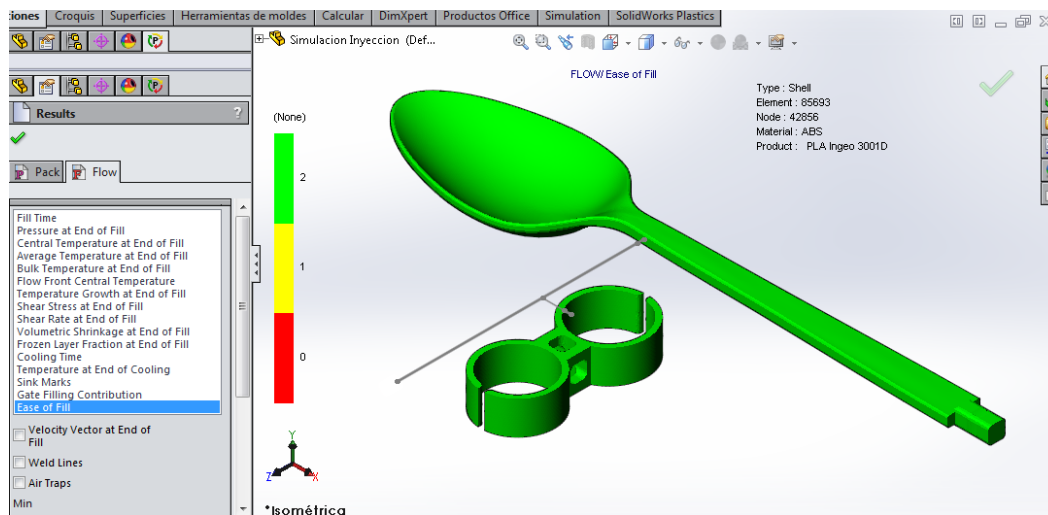 ciones Croquis Superficies Herramientas de moldes Calcular DimXpert Productos Office Simulation SolidWorks Plastics
Simulacion Inyeccion (Def...
Results ?
Pack Flow
Fill Time
Pressure at End of Fill
Central Temperature at End of Fill
Average Temperature at End of Fill
Bulk Temperature at End of Fill
Flow Front Central Temperature
Temperature Growth at End of Fill
Shear Stress at End of Fill
Shear Rate at End of Fill
Volumetric Shrinkage at End of Fill
Frozen Layer Fraction at End of Fill
Cooling Time
Temperature at End of Cooling
Sink Marks
Gate Filling Contribution
Ease of Fill
Velocity Vector at End of
Fill
Weld Lines
Air Traps
Min
FLOW/ Ease of Fill
Type : Shell
Element : 85693
Node : 42856
Material : ABS
Product : PLA Ingeo 3001D
(None)
2
1
0
Y
Z
X
*Isométrica